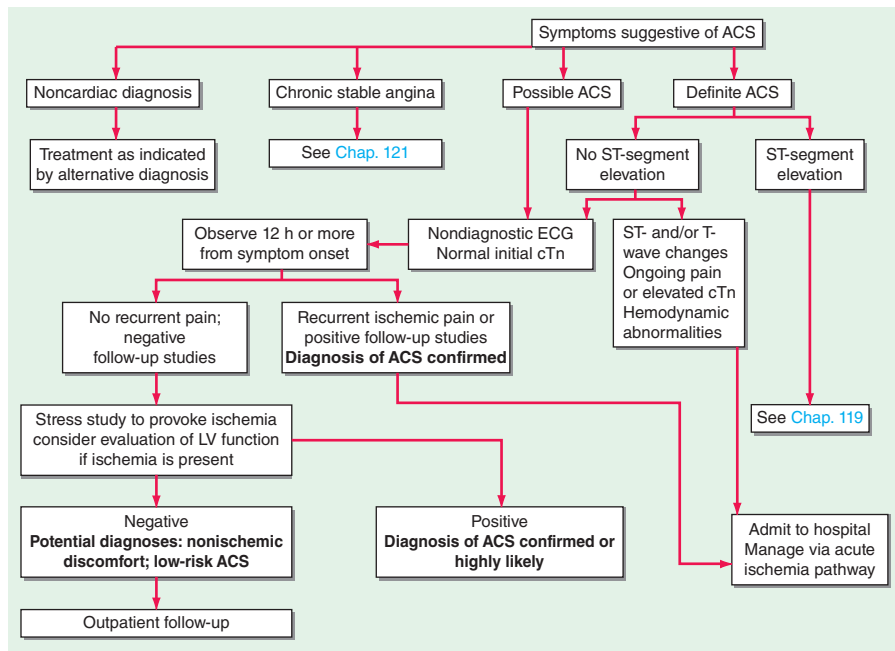 Symptoms suggestive of ACS
Noncardiac diagnosis
Chronic stable angina
Possible ACS
Definite ACS
Treatment as indicated
by alternative diagnosis
See Chap. 121
No ST-segment
elevation
ST-segment
elevation
Observe 12 h or more
from symptom onset
Nondiagnostic ECG
Normal initial cTn
ST- and/or T-
wave changes
Ongoing pain
or elevated cTn
Hemodynamic
abnormalities
No recurrent pain;
negative
follow-up studies
Recurrent ischemic pain or
positive follow-up studies
Diagnosis of ACS confirmed
Stress study to provoke ischemia
consider evaluation of LV function
if ischemia is present
See Chap. 119
Negative
Potential diagnoses: nonischemic
discomfort; low-risk ACS
Positive
Diagnosis of ACS confirmed or
highly likely
Admit to hospital
Manage via acute
ischemia pathway
Outpatient follow-up